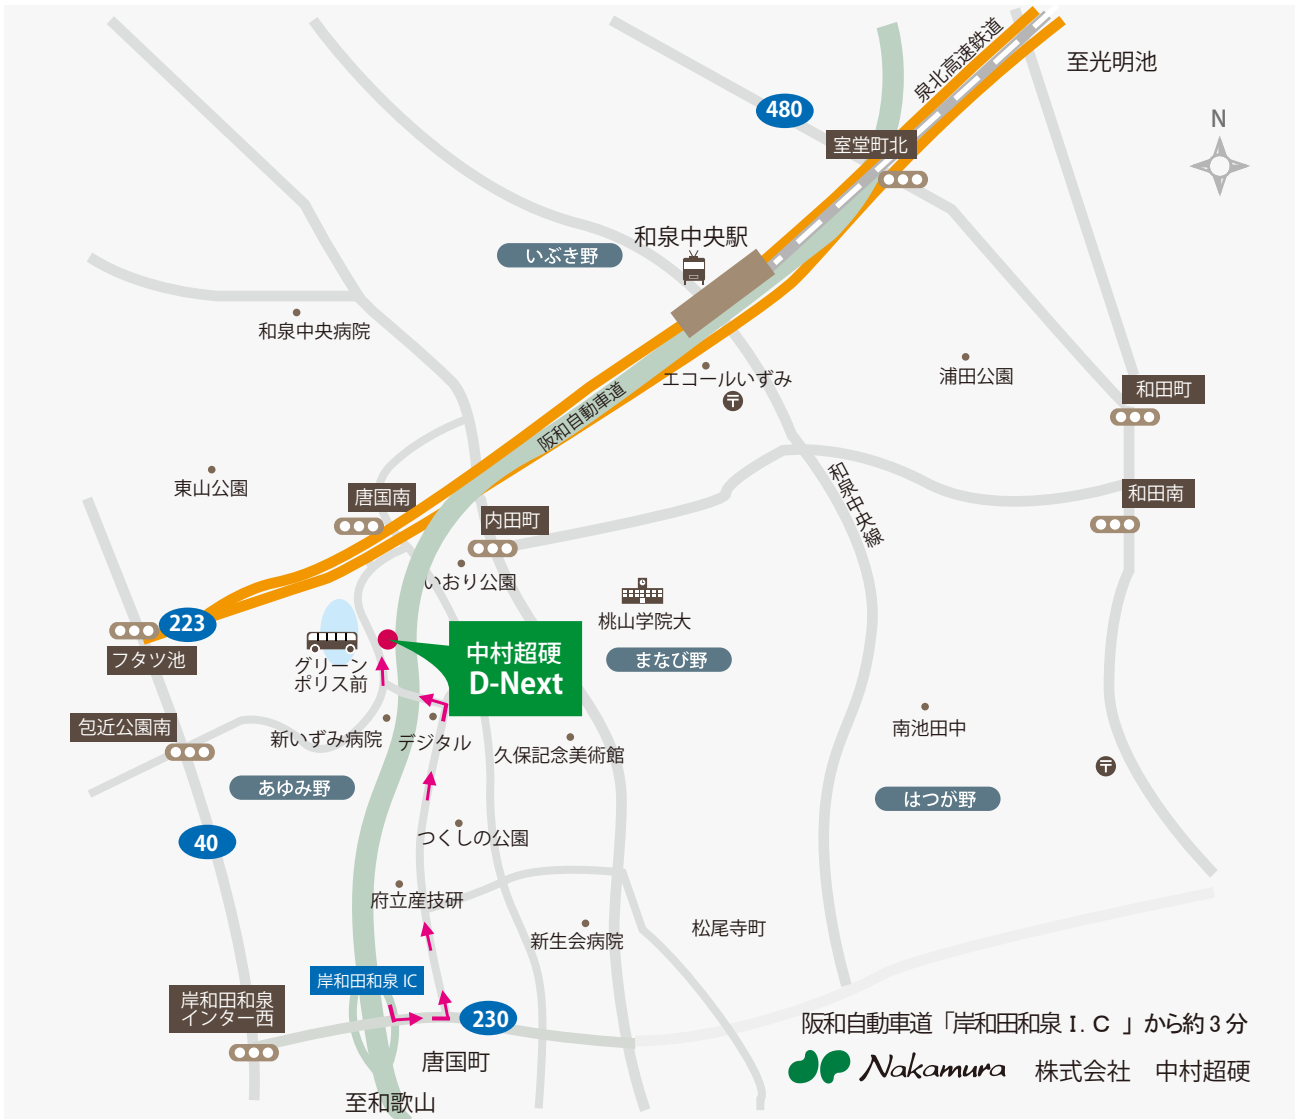 泉北高速鉄道
至光明池
480
N
室堂町北
和泉中央駅
いぶき野
和泉中央病院
エコールいずみ
浦田公園
和田町
阪和自動車道
東山公園
唐国南
和泉中央線
和田南
内田町
いおり公園
桃山学院大
223
フタツ池
グリーン
ポリス前
中村超硬
D-Next
まなび野
包近公園南
新いずみ病院
デジタル
久保記念美術館
南池田中
あゆみ野
はつが野
40
つくしの公園
府立産技研
新生会病院
松尾寺町
岸和田和泉 IC
岸和田和泉
インター西
230
唐国町
至和歌山
阪和自動車道「岸和田和泉 I. C 」から約 3 分
Nakamura 株式会社 中村超硬